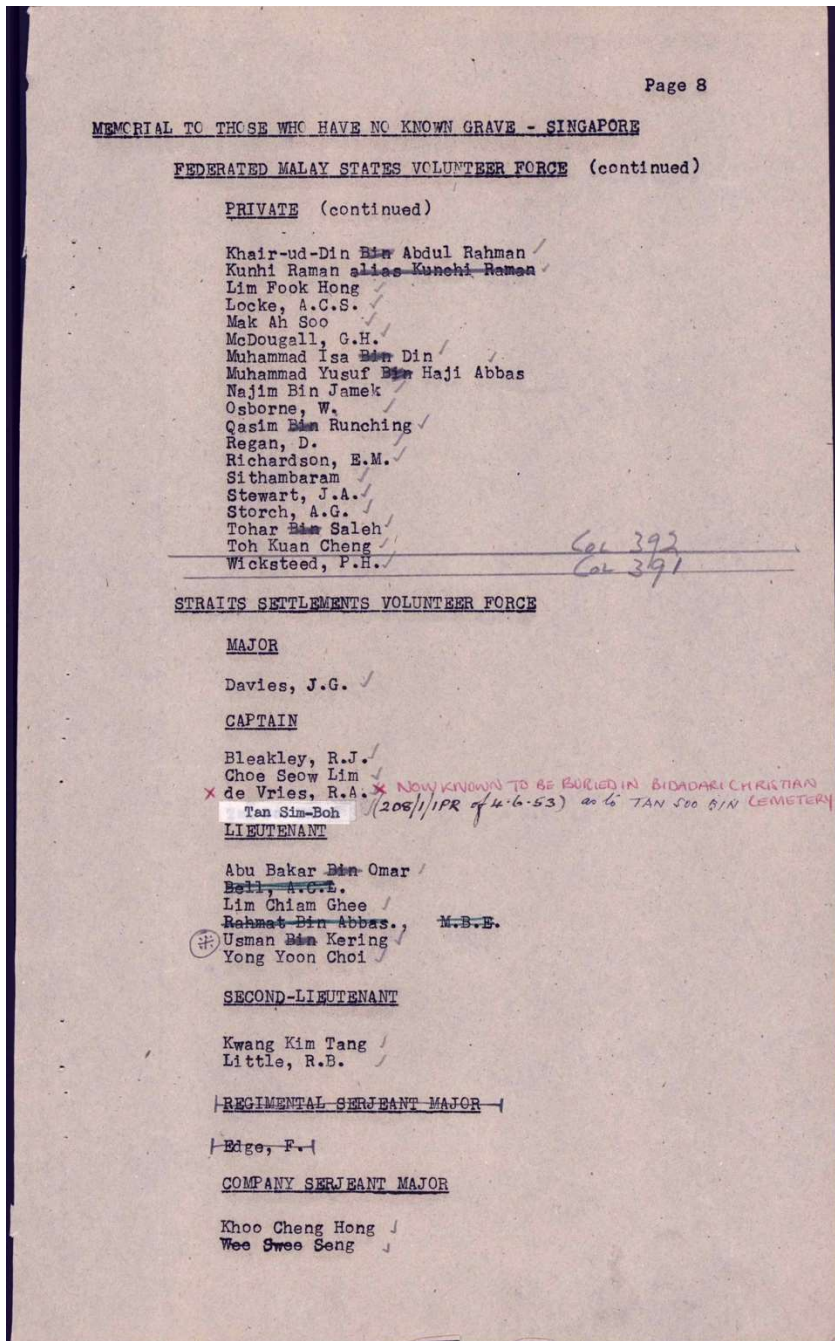 Page 8
MEMORIAL TO THOSE WHO HAVE NO KNOWN GRAVE - SINGAPORE
FEDERATED MALAY STATES VOLUNTEER FORCE (continued)
PRIVATE (continued)
Khair-ud-Din Bin Abdul Rahman
Kunhi Raman alias Kunchi Raman
Lim Fook Hong
Locke, A.C.S.
Mak Ah Soo
McDougall, G.H.
Muhammad Isa Bin Din
Muhammad Yusuf Bin Haji Abbas
Najim Bin Jamek
Osborne, W.
Qasim Bin Runching
Regan, D.
Richardson, E.M.
Sithambaram
Stewart, J.A.
Storch, A.G.
Tohar Bin Saleh
Toh Kuan Cheng Col 392
Wicksteed, P.H. Col 391
STRAITS SETTLEMENTS VOLUNTEER FORCE
MAJOR
Davies, J.G.
CAPTAIN
Bleakley, R.J.
Choe Seow Lim
x de Vries, R.A. x NOW KNOWN TO BE BURIED IN BIDADARI CHRISTIAN CEMETERY
Tan Sim-Boh (208/1/1PR of 4.6.53) as to TAN SOO BIN
LIEUTENANT
Abu Bakar Bin Omar
Bell, A.C.L.
Lim Chiam Ghee
Rahmat Bin Abbas., M.B.E.
Usman Bin Kering
Yong Yoon Choi
SECOND-LIEUTENANT
Kwang Kim Tang
Little, R.B.
REGIMENTAL SERJEANT MAJOR
Edge, F.
COMPANY SERJEANT MAJOR
Khoo Cheng Hong
Wee Swee Seng